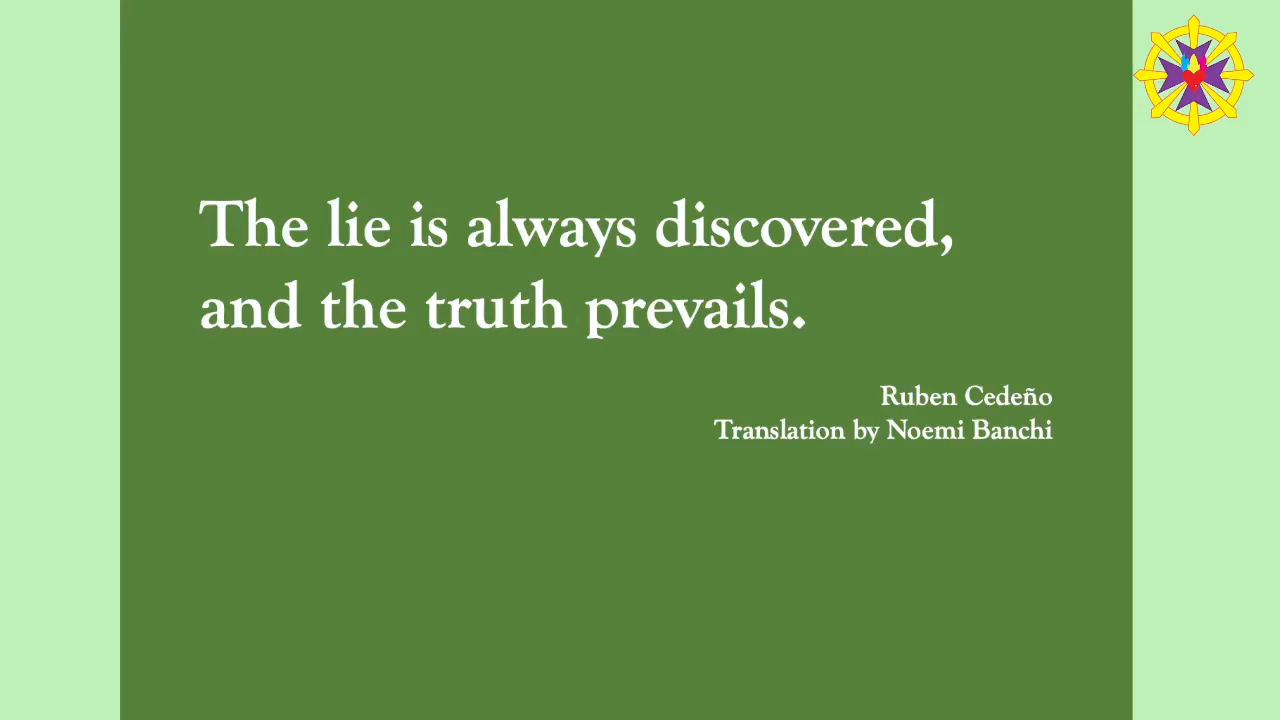 The lie is always discovered,
and the truth prevails.
Ruben Cedeño
Translation by Noemi Banchi